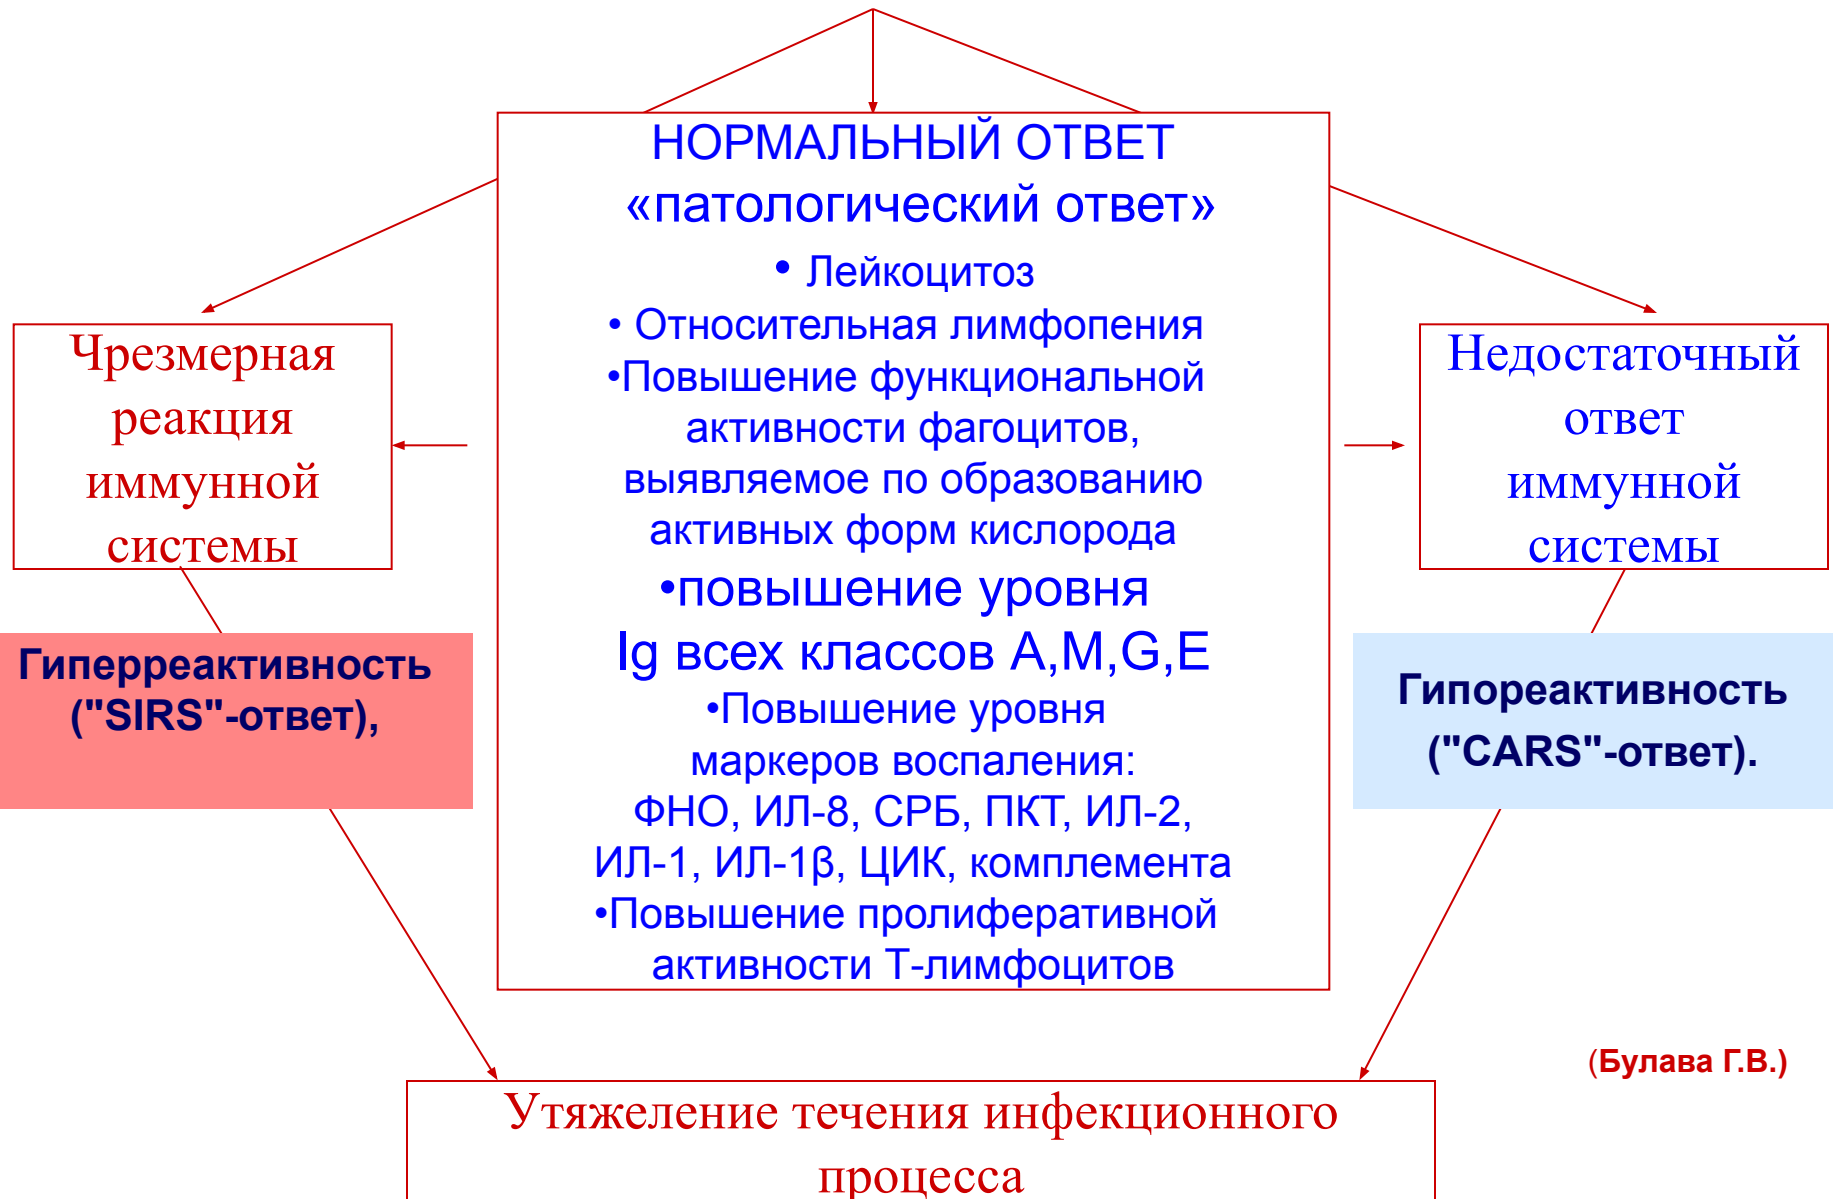 НОРМАЛЬНЫЙ ОТВЕТ
«патологический ответ»
• Лейкоцитоз
• Относительная лимфопения
•Повышение функциональной
активности фагоцитов,
выявляемое по образованию
активных форм кислорода
•повышение уровня
Ig всех классов A,M,G,E
•Повышение уровня
маркеров воспаления:
ФНО, ИЛ-8, СРБ, ПКТ, ИЛ-2,
ИЛ-1, ИЛ-1β, ЦИК, комплемента
•Повышение пролиферативной
активности Т-лимфоцитов
Чрезмерная
реакция
иммунной
системы
Недостаточный
ответ
иммунной
системы
Гиперреактивность
("SIRS"-ответ),
Гипореактивность
("CARS"-ответ).
(Булава Г.В.)
Утяжеление течения инфекционного
процесса